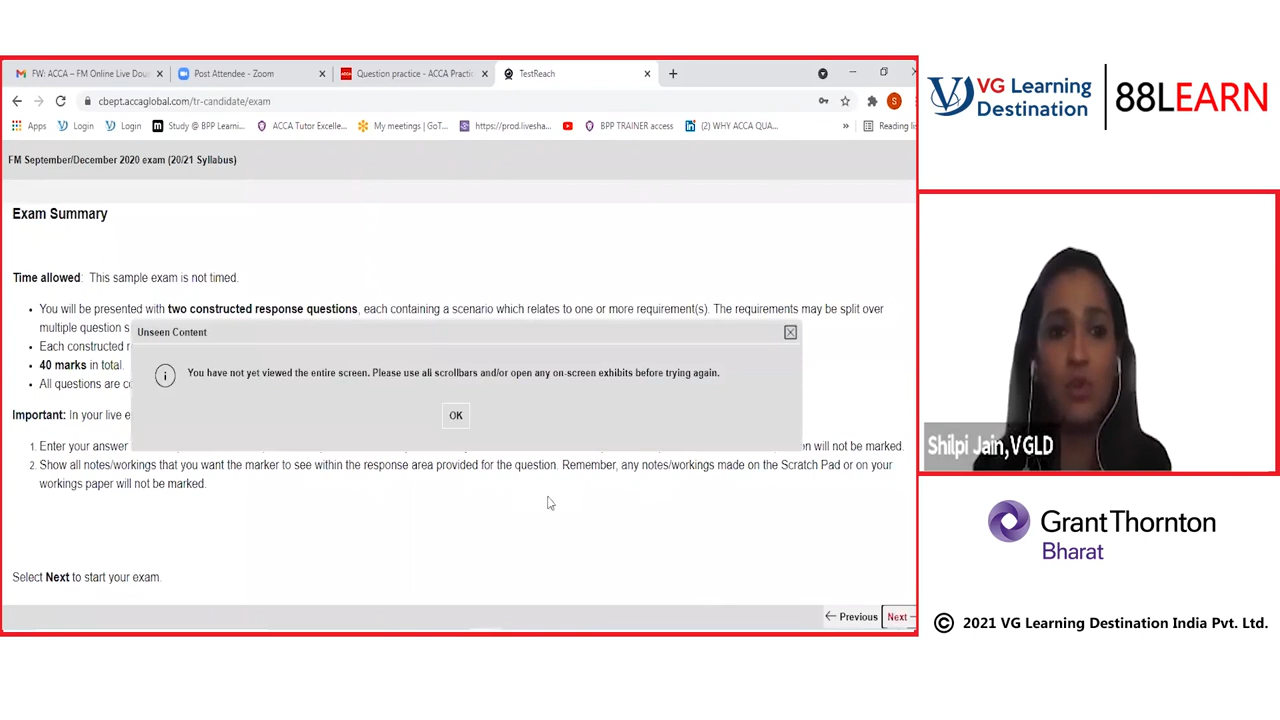 FW: ACCA – FM Online Live Dou
Post Attendee - Zoom
Question practice - ACCA Practic
TestReach
cbept.accaglobal.com/tr-candidate/exam
Apps
Login
Login
Study @ BPP Learni...
ACCA Tutor Excelle...
My meetings | GoT...
https://prod.livesha...
BPP TRAINER access
(2) WHY ACCA QUA...
»
Reading lis
FM September/December 2020 exam (20/21 Syllabus)
Exam Summary
Time allowed: This sample exam is not timed.
• You will be presented with two constructed response questions, each containing a scenario which relates to one or more requirement(s). The requirements may be split over
multiple question s
• Each constructed r
• 40 marks in total.
• All questions are co
Important: In your live e
Unseen Content
You have not yet viewed the entire screen. Please use all scrollbars and/or open any on-screen exhibits before trying again.
OK
1. Enter your answer
on will not be marked.
2. Show all notes/workings that you want the marker to see within the response area provided for the question. Remember, any notes/workings made on the Scratch Pad or on your
workings paper will not be marked.
Select Next to start your exam.
Previous
Next
VG Learning
Destination
88LEARN
Shilpi Jain,VGLD
Grant Thornton
Bharat
© 2021 VG Learning Destination India Pvt. Ltd.